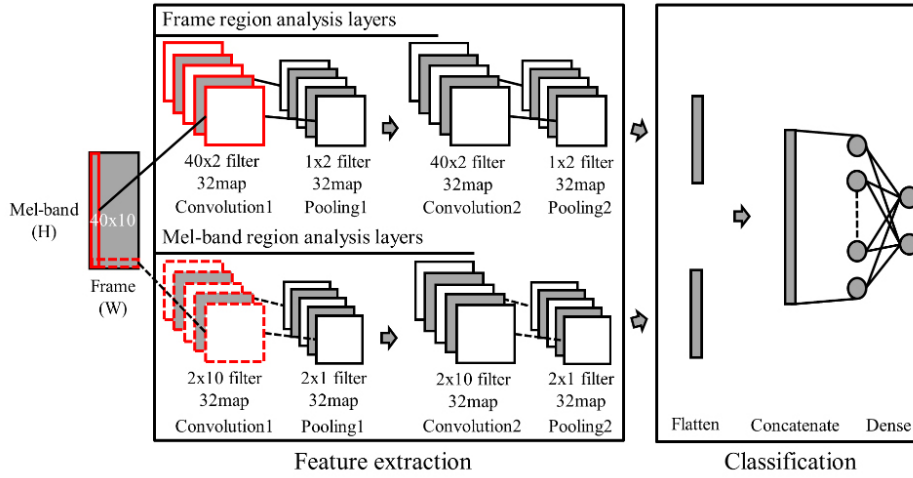 Frame region analysis layers
40x2 filter
32map
Convolution1
1x2 filter
32map
Pooling1
40x2 filter
32map
Convolution2
1x2 filter
32map
Pooling2
Mel-band
(H)
40x10
Frame
(W)
Mel-band region analysis layers
2x10 filter
32map
Convolution1
2x1 filter
32map
Pooling1
2x10 filter
32map
Convolution2
2x1 filter
32map
Pooling2
Flatten
Concatenate
Dense
Feature extraction
Classification